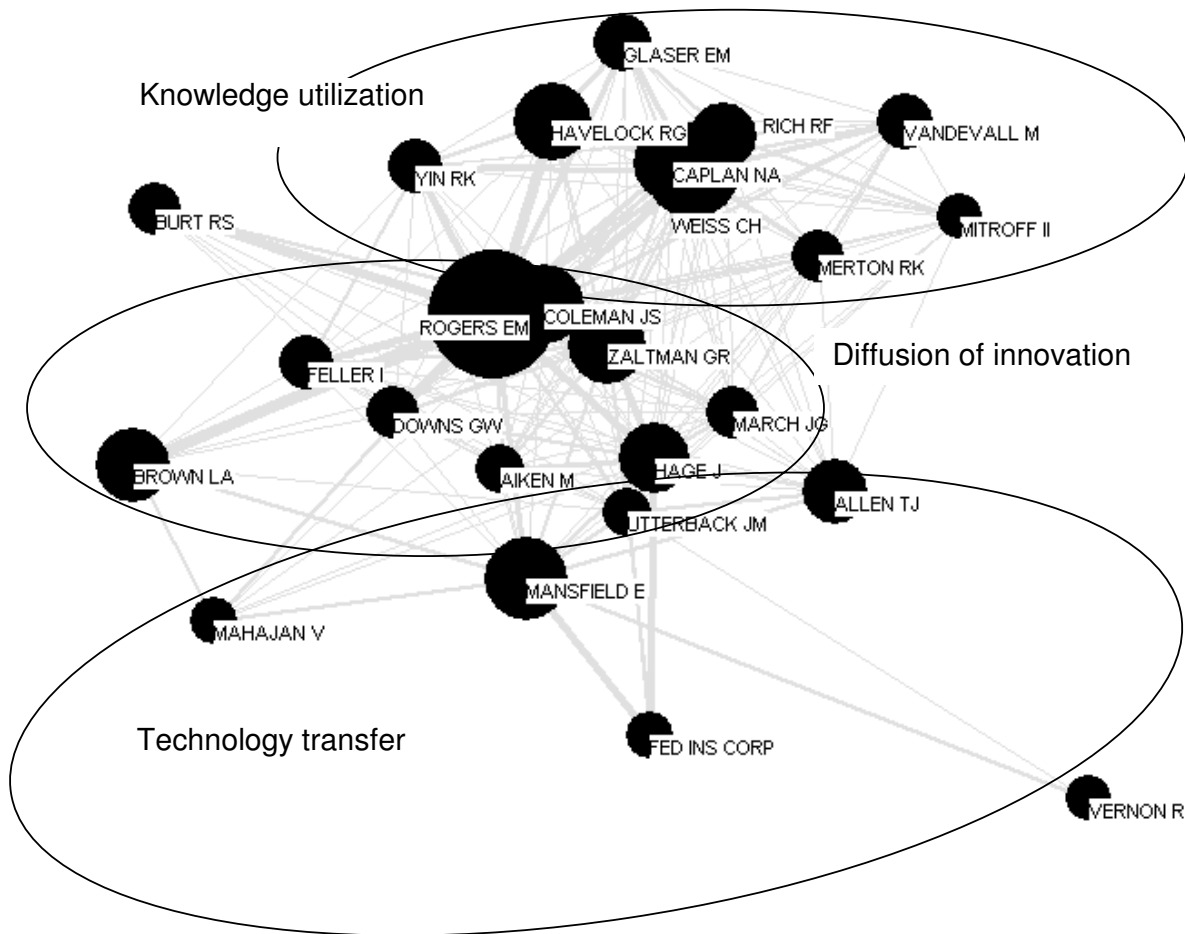 GLASER EM
Knowledge utilization
HAVELOCK RG
RICH RF
VANDEVALL M
YIN RK
CAPLAN NA
BURT RS
WEISS CH
MITROFF II
MERTON RK
COLEMAN JS
ROGERS EM
ZALTMAN GR
Diffusion of innovation
FELLER I
DOWNS GW
MARCH JG
BROWN LA
AIKEN M
HAGE J
ALLEN TJ
UTTERBACK JM
MANSFIELD E
MAHAJAN V
Technology transfer
FED INS CORP
VERNON R